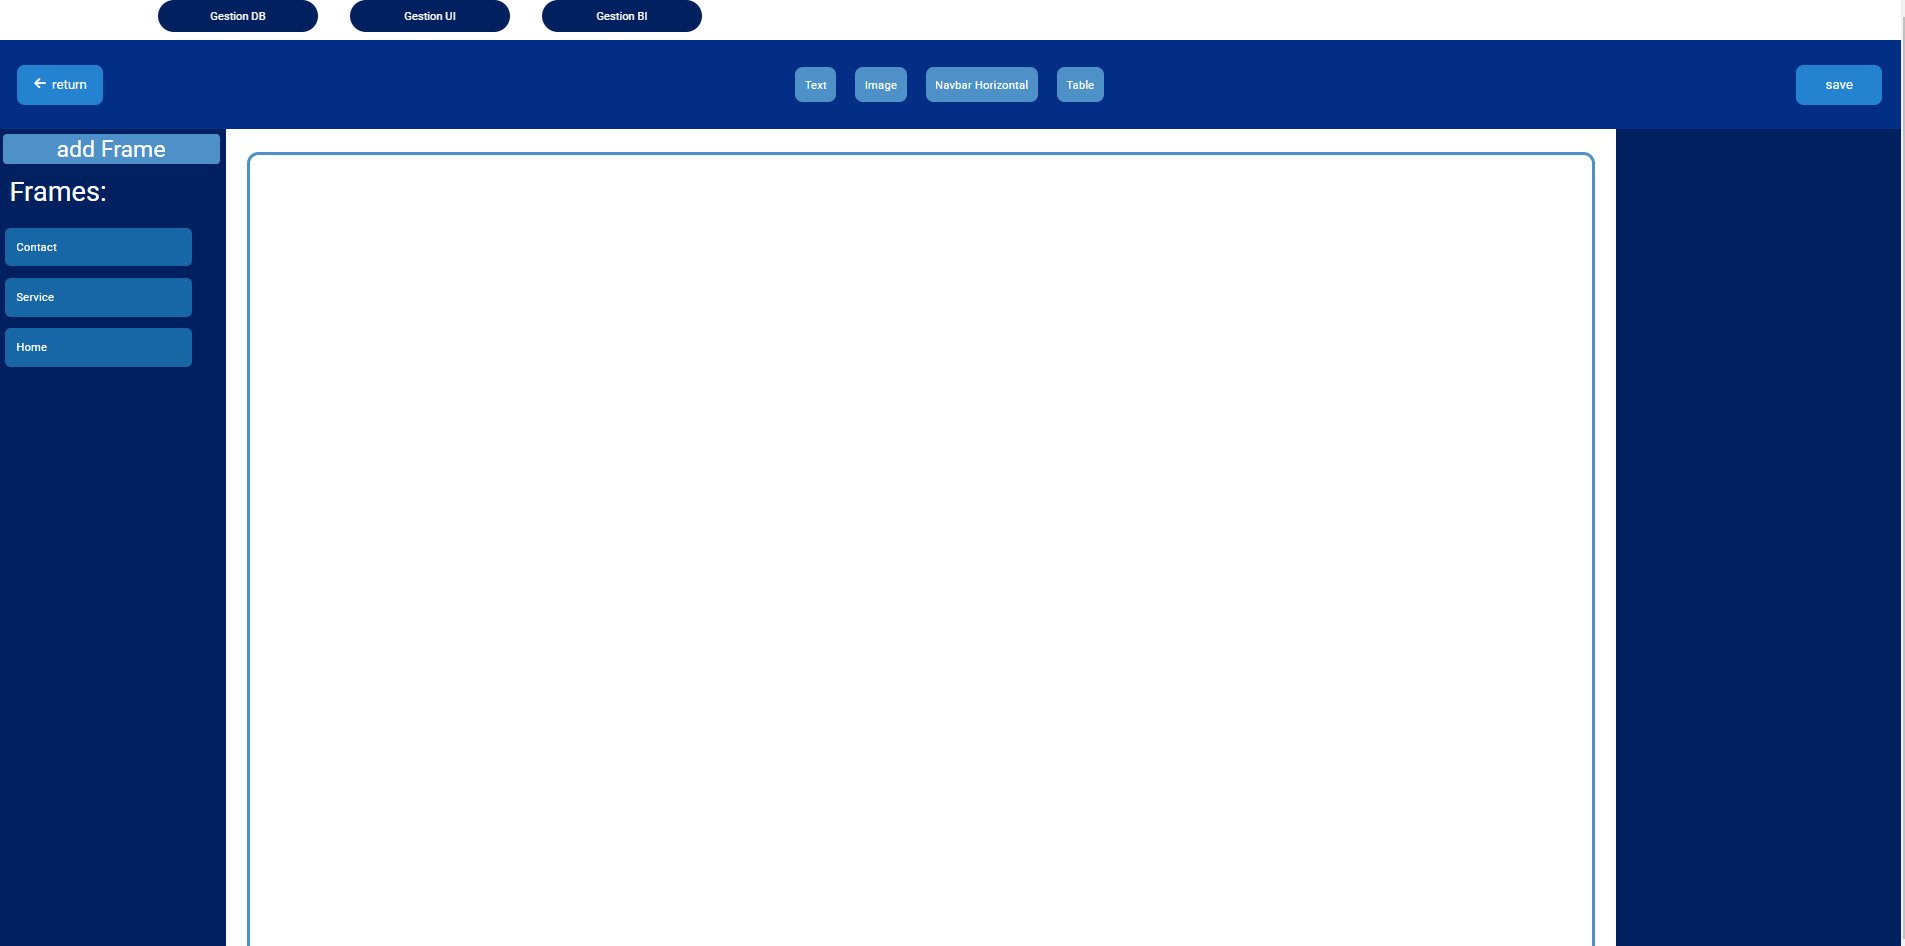 Gestion DB
Gestion UI
Gestion BI
return
Text
Image
Navbar Horizontal
Table
save
add Frame
Frames:
Contact
Service
Home